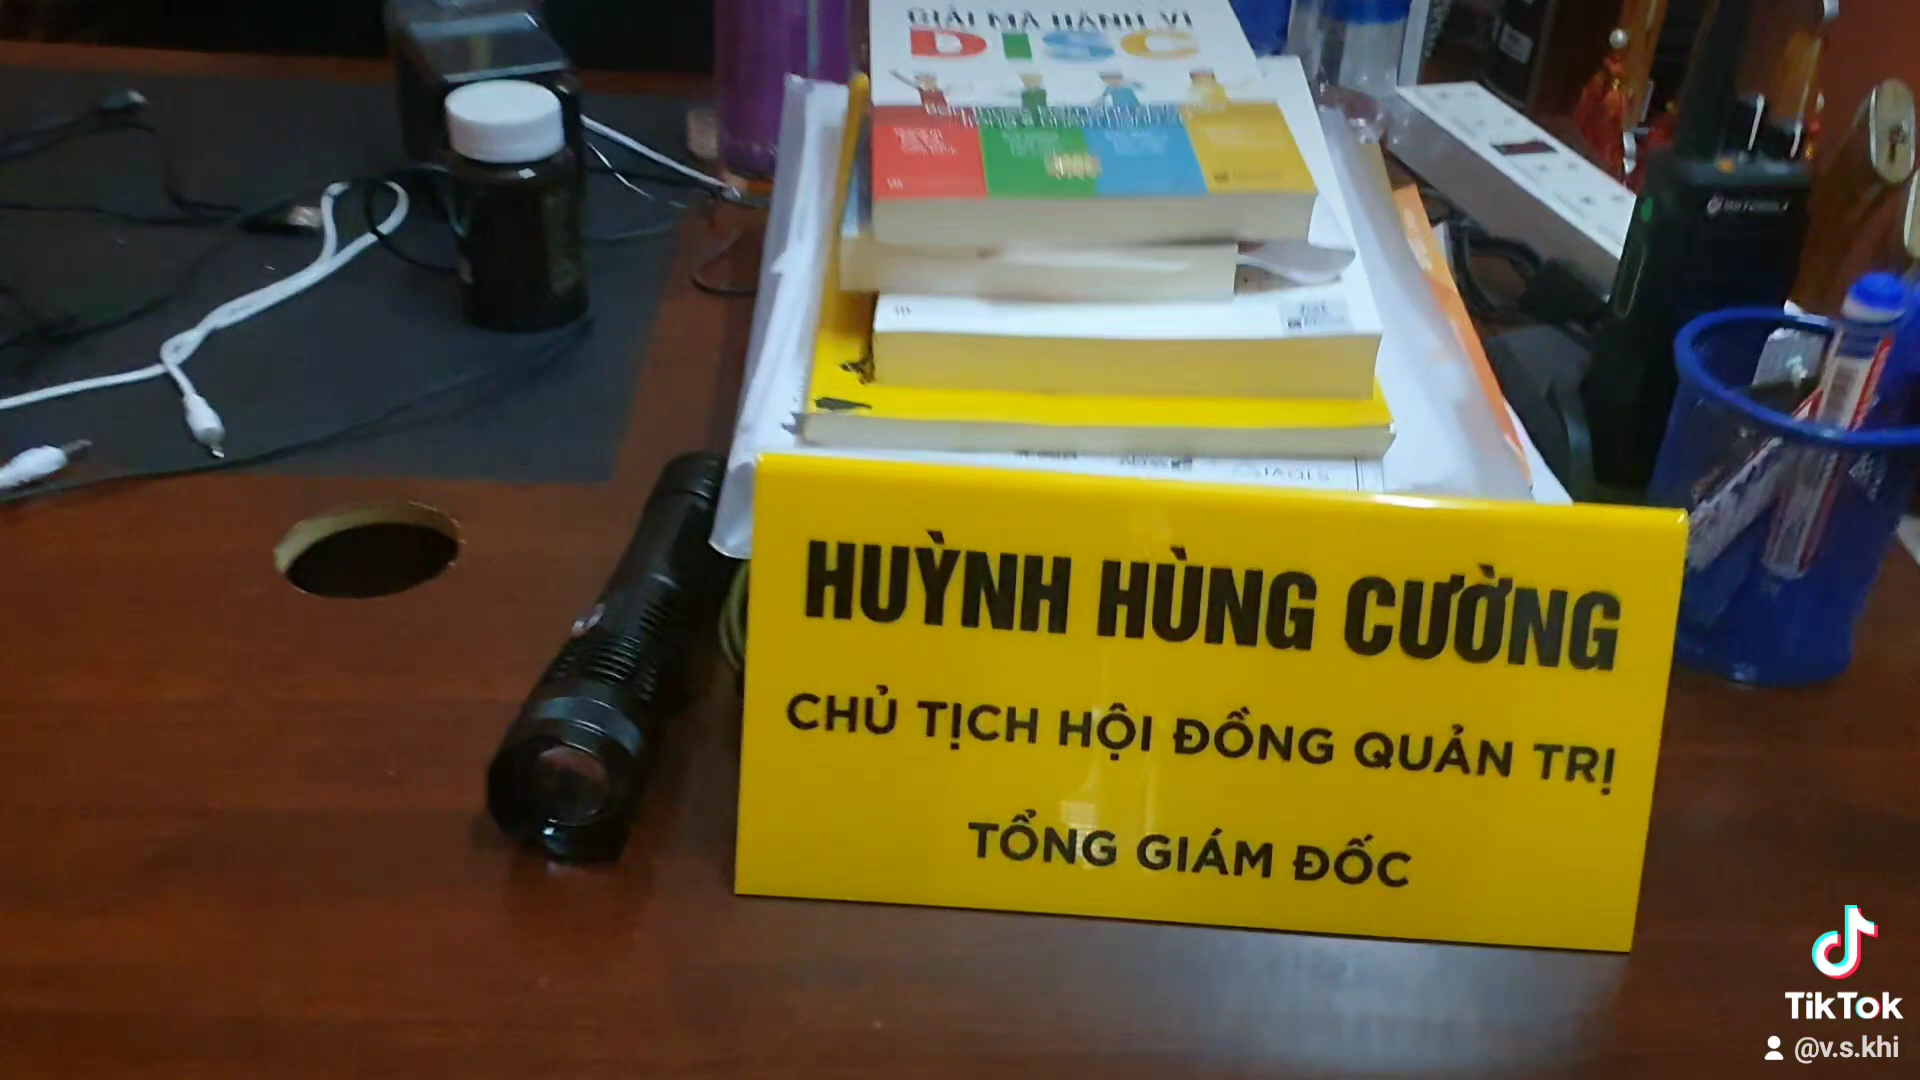 GIẢI MÃ HÀNH VI
DISC
MOTOROLA
HUỲNH HÙNG CƯỜNG
CHỦ TỊCH HỘI ĐỒNG QUẢN TRỊ
TỔNG GIÁM ĐỐC
TikTok
@v.s.khi